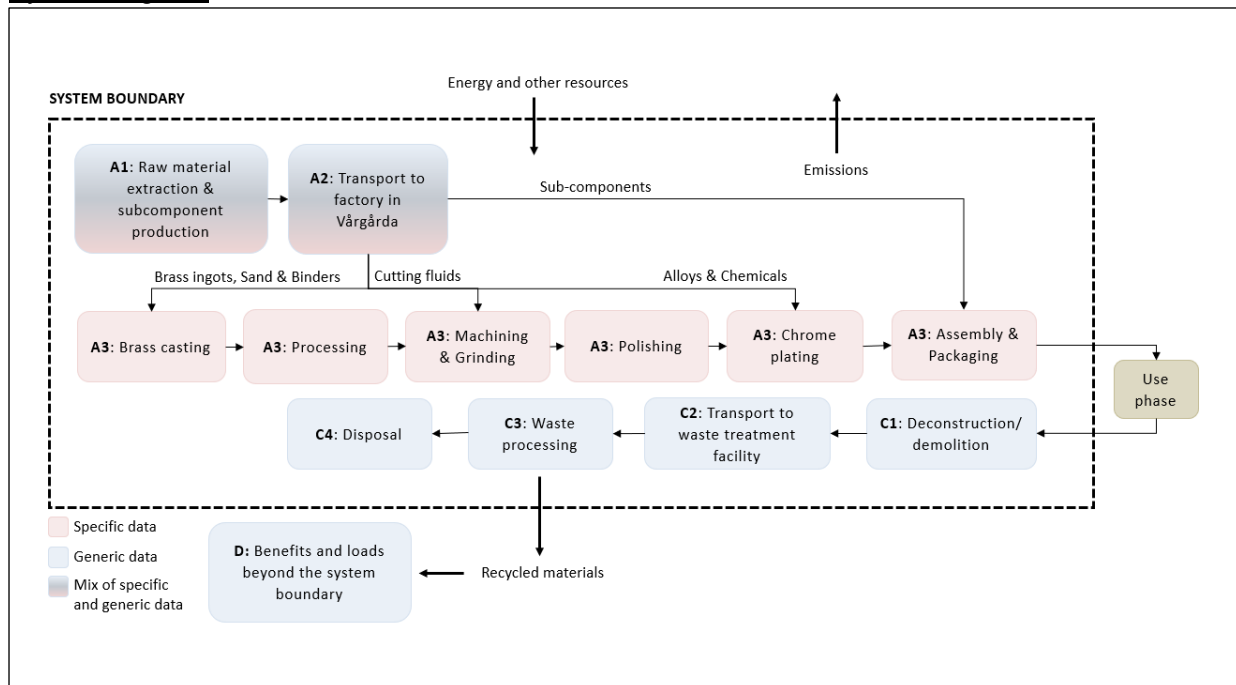 Energy and other resources
SYSTEM BOUNDARY
A1: Raw material
extraction &
subcomponent
production
A2: Transport to
factory in
Vårgårda
Sub-components
Emissions
Brass ingots, Sand & Binders
Cutting fluids
Alloys & Chemicals
A3: Brass casting
A3: Processing
A3: Machining
& Grinding
A3: Polishing
A3: Chrome
plating
A3: Assembly &
Packaging
Use
phase
C4: Disposal
C3: Waste
processing
C2: Transport to
waste treatment
facility
C1: Deconstruction/
demolition
Specific data
Generic data
Mix of specific
and generic data
D: Benefits and loads
beyond the system
boundary
Recycled materials